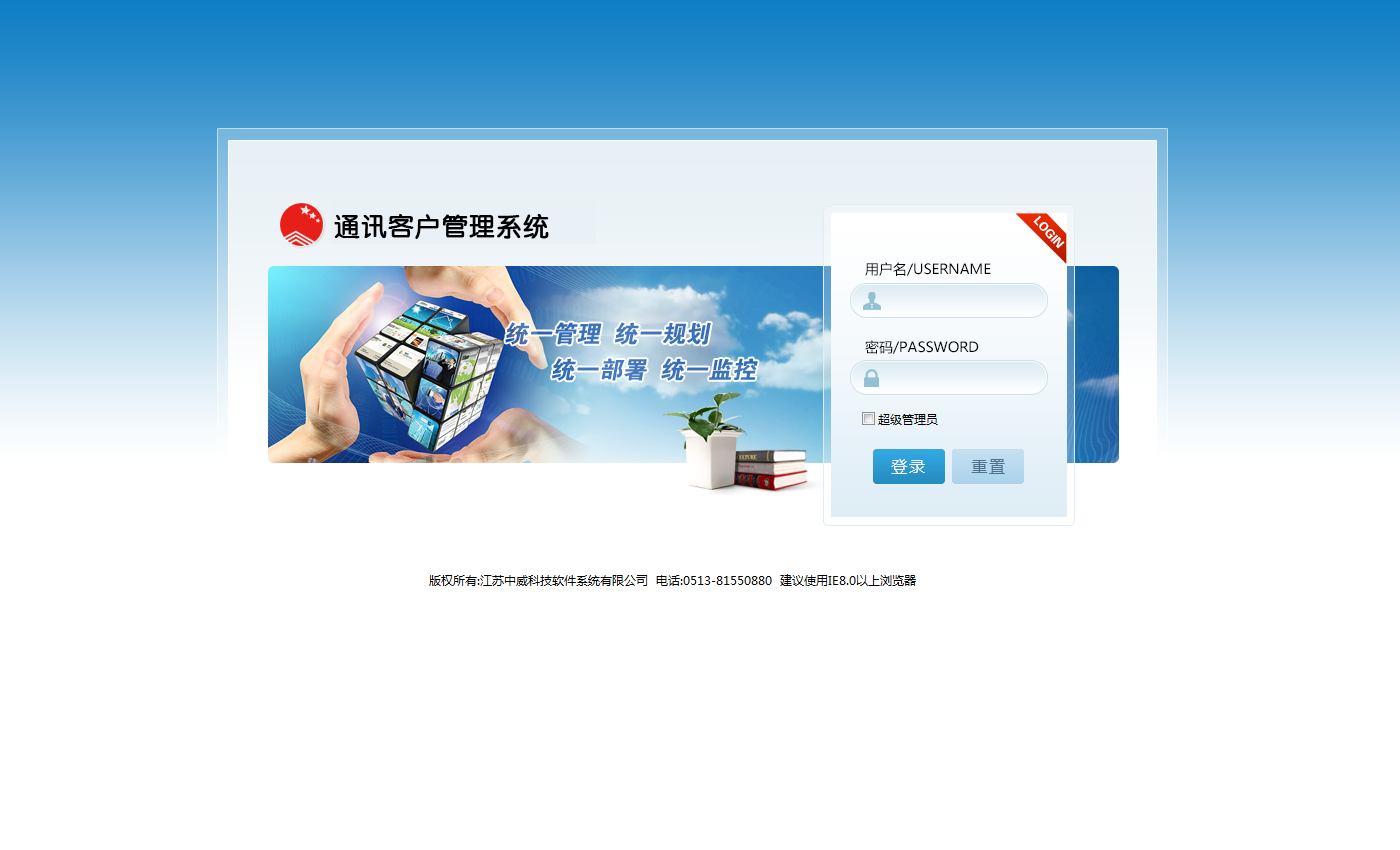 通讯客户管理系统
LOGIN
用户名/USERNAME
统一管理 统一规划
统一部署 统一监控
密码/PASSWORD
超级管理员
登录 重置
版权所有:江苏中威科技软件系统有限公司 电话:0513-81550880 建议使用IE8.0以上浏览器